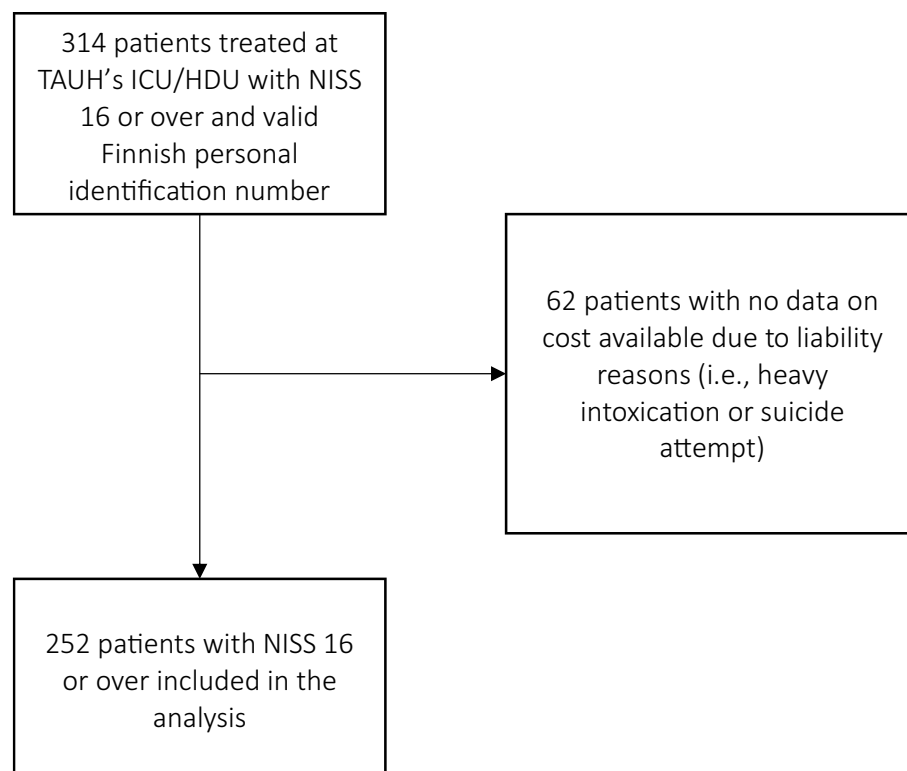 314 patients treated at
TAUH’s ICU/HDU with NISS
16 or over and valid
Finnish personal
identification number
62 patients with no data on
cost available due to liability
reasons (i.e., heavy
intoxication or suicide
attempt)
252 patients with NISS 16
or over included in the
analysis